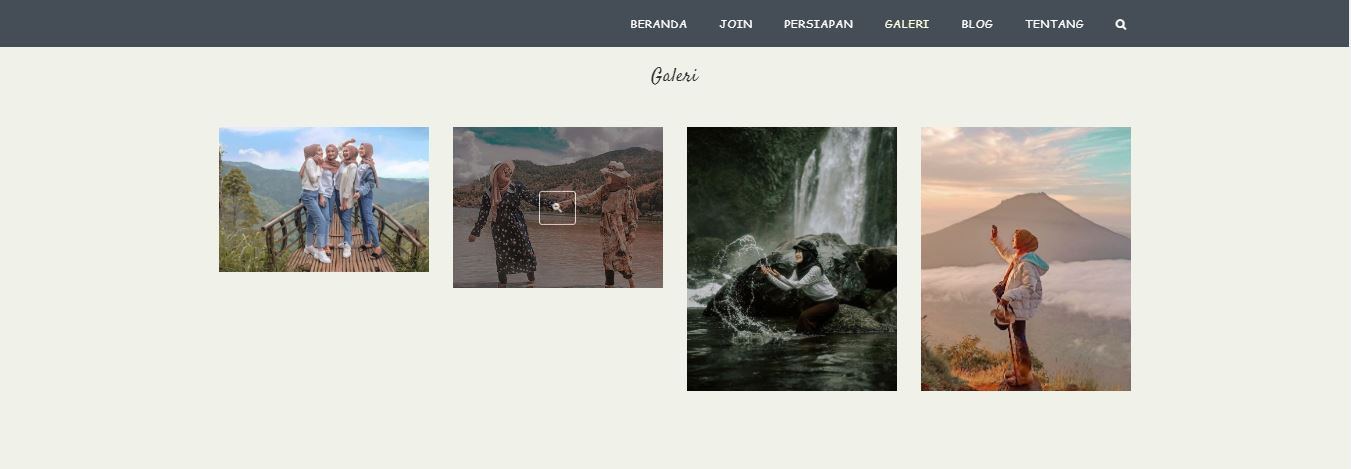 BERANDA JOIN PERSIAPAN GALERI BLOG TENTANG
Galeri